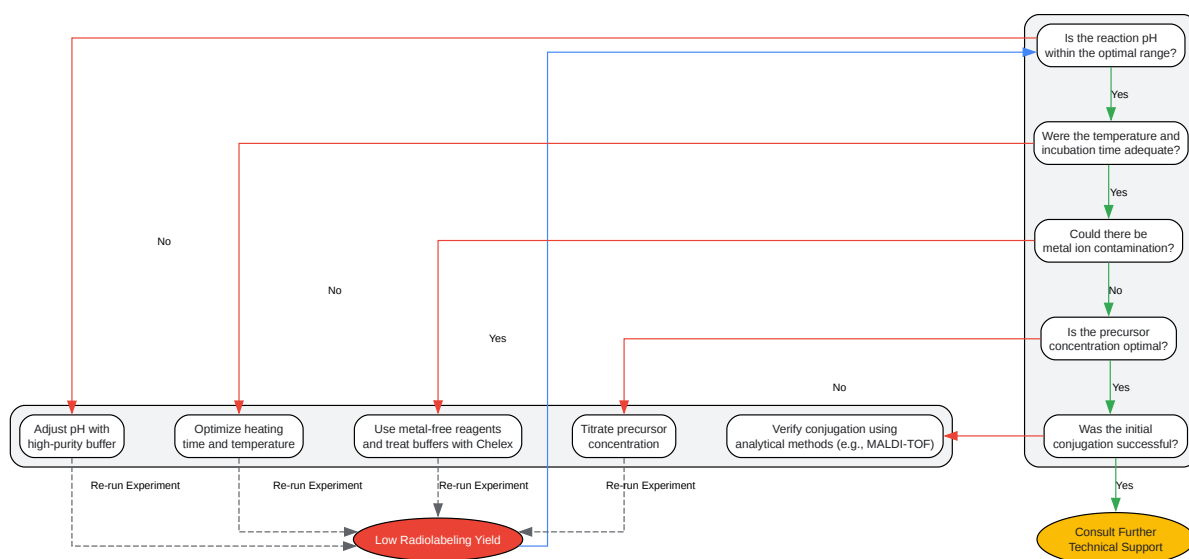 Is the reaction pH
within the optimal range?
Yes
Were the temperature and
incubation time adequate?
Yes
Could there be
metal ion contamination?
No
No
No
Is the precursor
concentration optimal?
Yes
No
Yes
Adjust pH with
high-purity buffer
Optimize heating
time and temperature
Use metal-free reagents
and treat buffers with Chelex
Titrate precursor
concentration
Verify conjugation using
analytical methods (e.g., MALDI-TOF)
Was the initial
conjugation successful?
Re-run Experiment
Re-run Experiment
Re-run Experiment
Re-run Experiment
Yes
Low Radiolabeling Yield
Consult Further
Technical Support